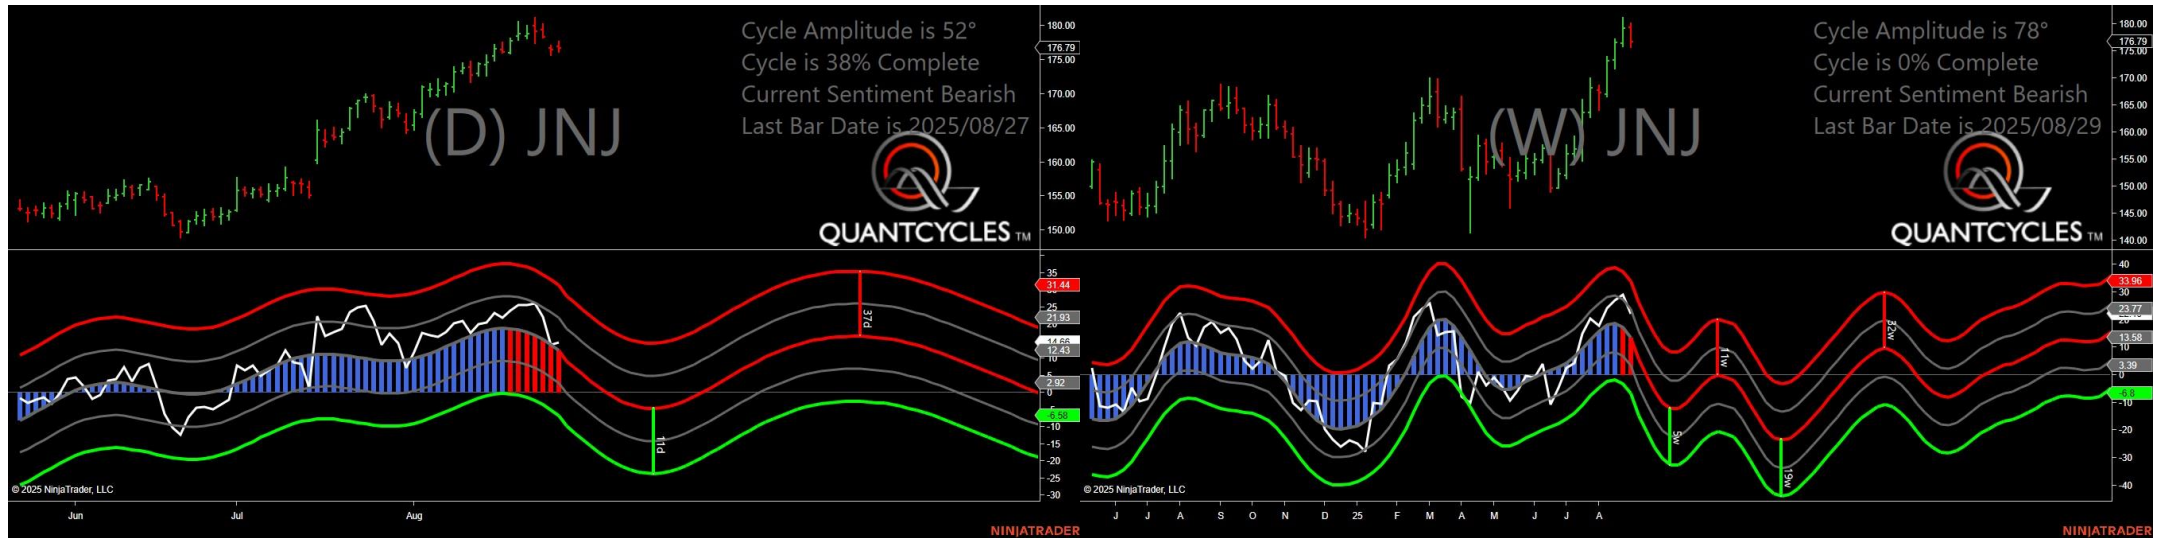 Cycle Amplitude is 52°
Cycle is 38% Complete
Current Sentiment Bearish
Last Bar Date is 2025/08/27
(D) JNJ
QUANTCYCLES TM
180.00
176.79
175.00
170.00
165.00
160.00
155.00
150.00
35
31.44
25
21.93
20
14.66
12.43
10
2.92
0
-6.58
-10
-15
-20
-25
-30
37d
11d
© 2025 NinjaTrader, LLC
Jun Jul Aug
NINJATRADER
Cycle Amplitude is 78°
Cycle is 0% Complete
Current Sentiment Bearish
Last Bar Date is 2025/08/29
(W) JNJ
QUANTCYCLES TM
180.00
176.79
175.00
170.00
165.00
160.00
155.00
150.00
145.00
140.00
40
33.96
30
23.77
20
13.58
10
3.39
0
-6.8
-10
-20
-30
-40
5w
11w
19w
32w
© 2025 NinjaTrader, LLC
J J A S O N D 25 F M A M J J A
NINJATRADER